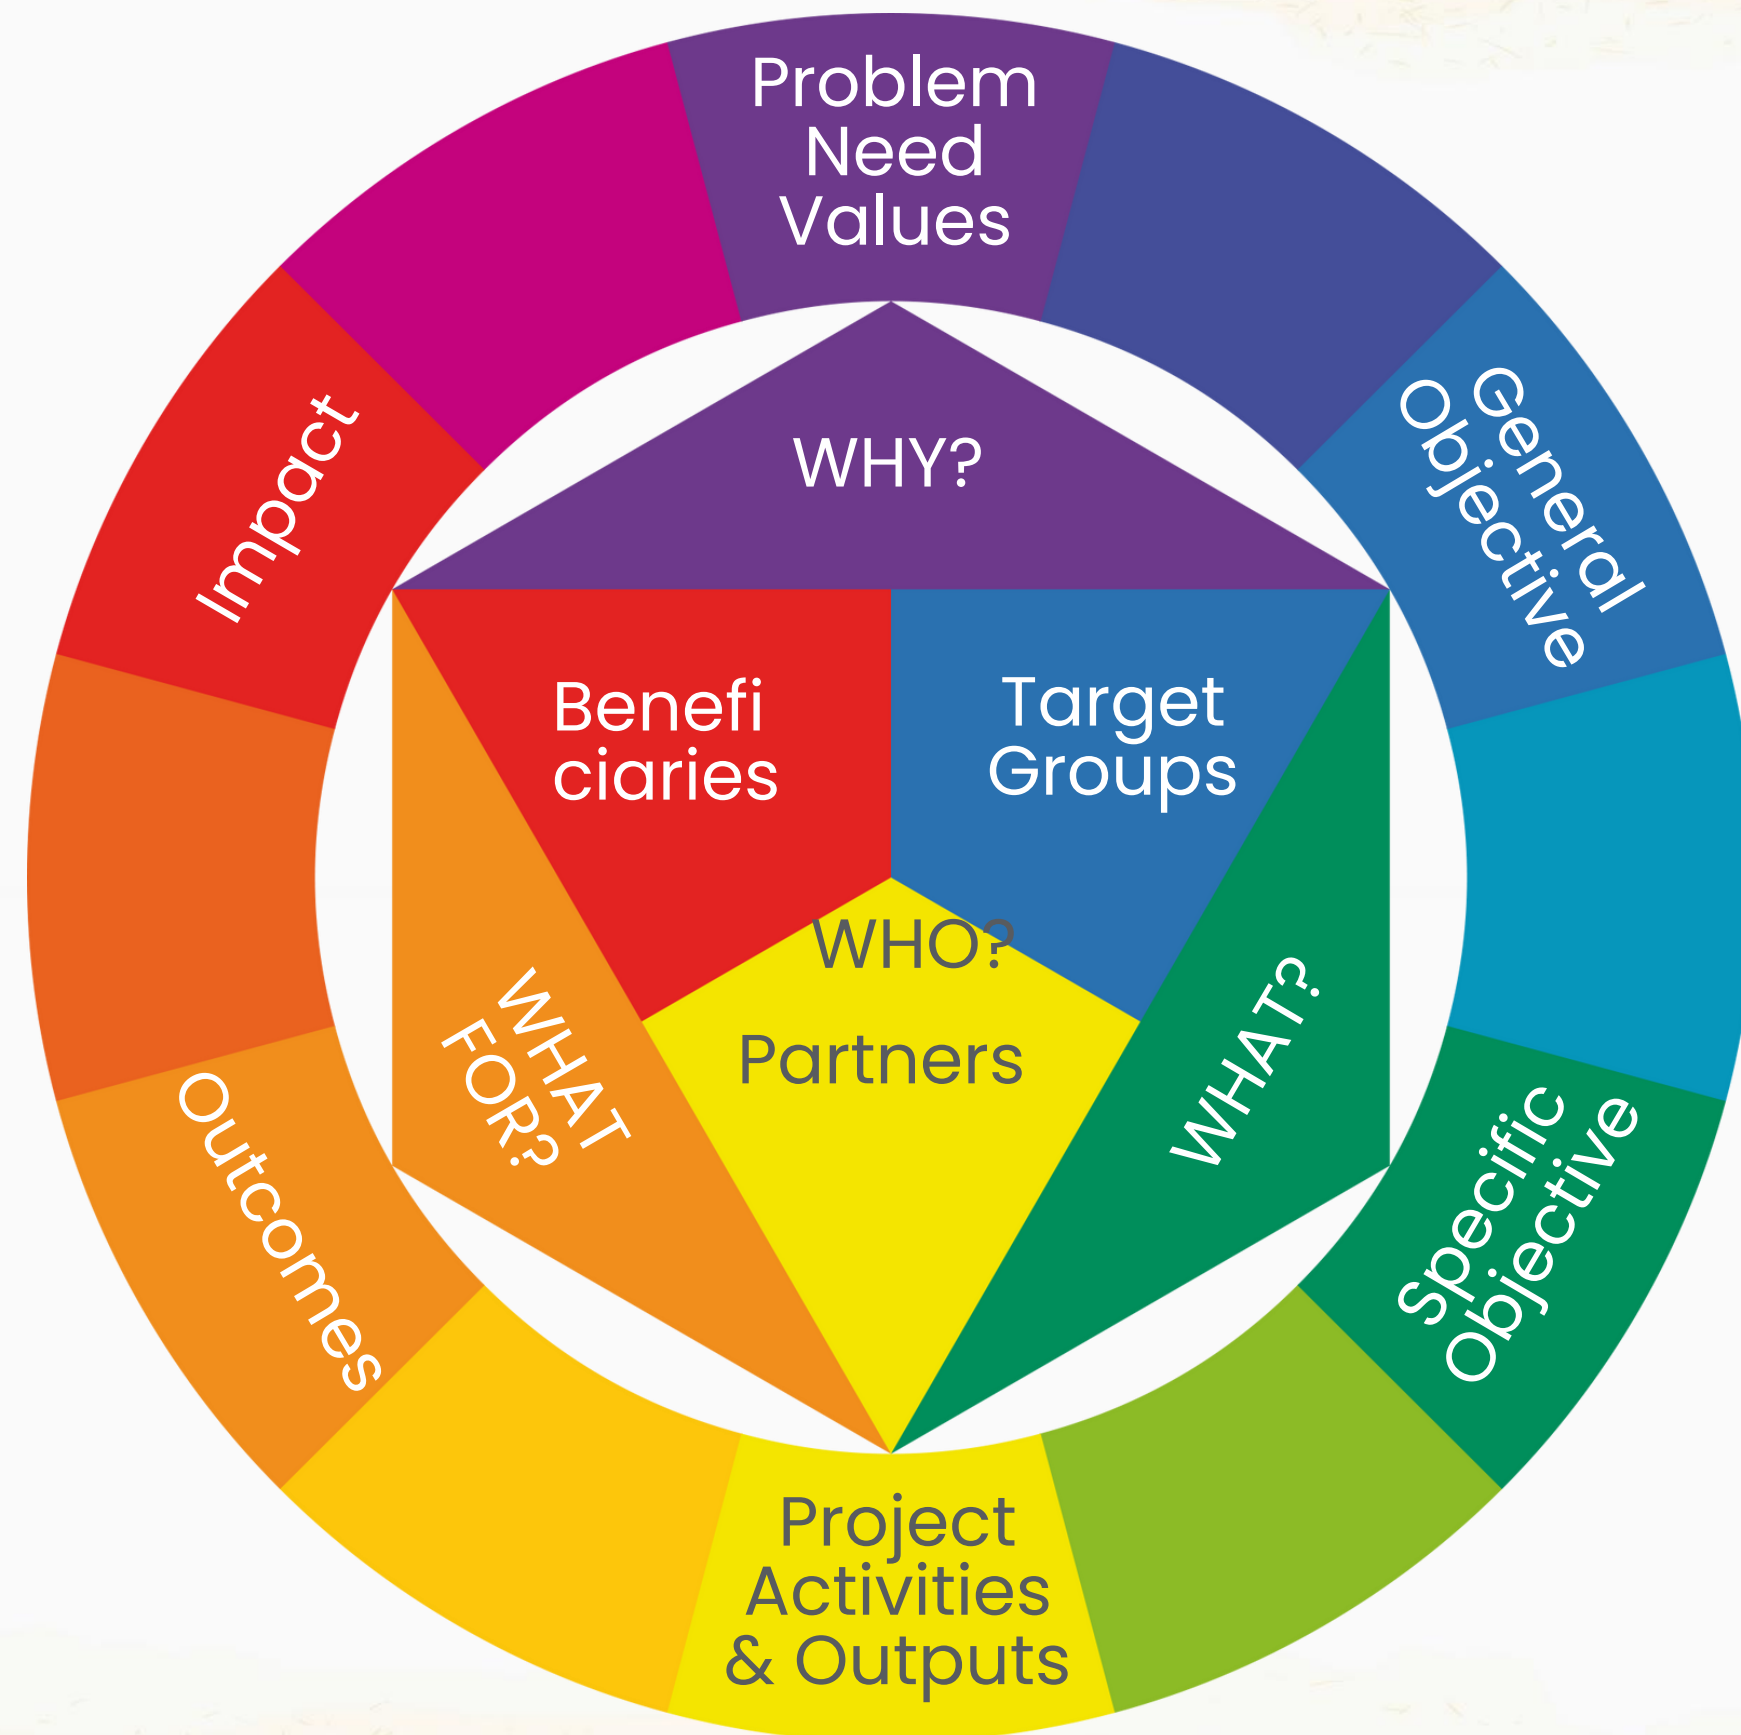 Problem
Need
Values
General
Objective
Impact
WHY?
Benefi
ciaries
Target
Groups
WHO?
Partners
WHAT
FOR?
WHAT?
Outcomes
Specific
Objective
Project
Activities
& Outputs